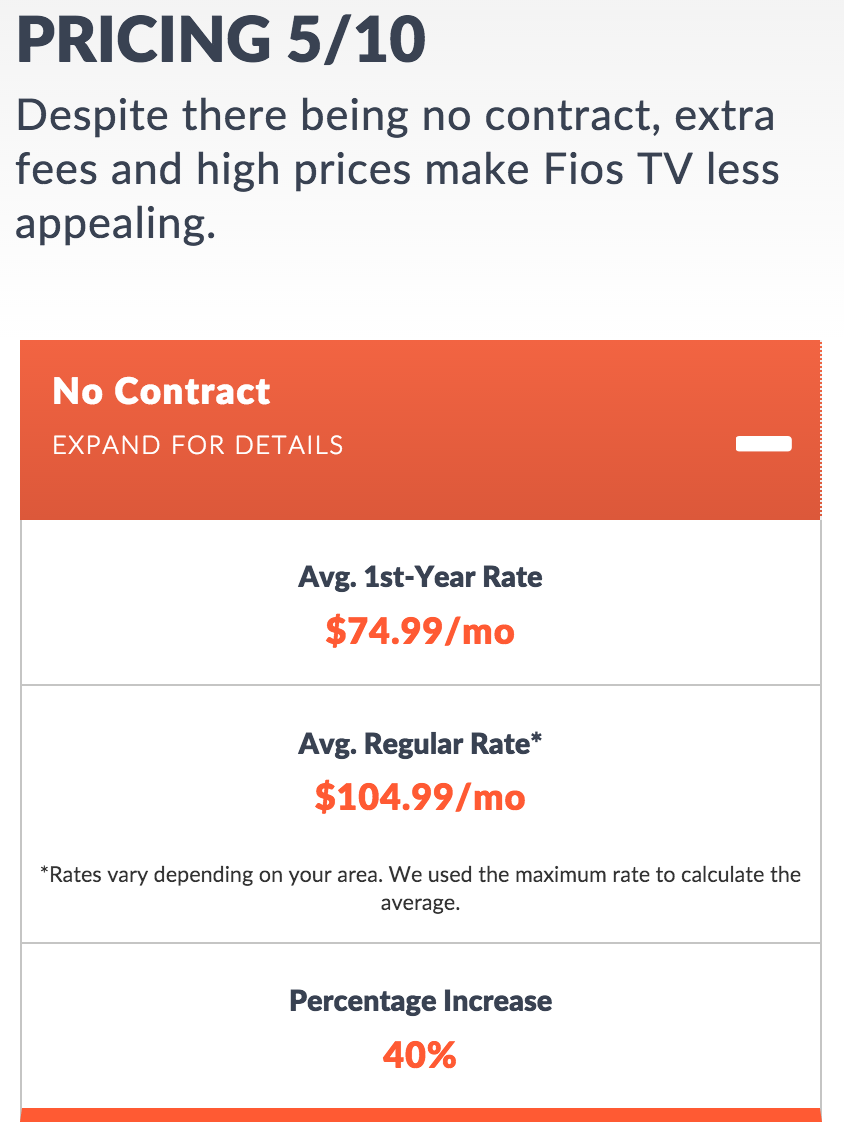 PRICING 5/10
Despite there being no contract, extra
fees and high prices make Fios TV less
appealing.
No Contract
EXPAND FOR DETAILS
Avg. 1st-Year Rate
$74.99/mo
Avg. Regular Rate*
$104.99/mo
*Rates vary depending on your area. We used the maximum rate to calculate the
average.
Percentage Increase
40%